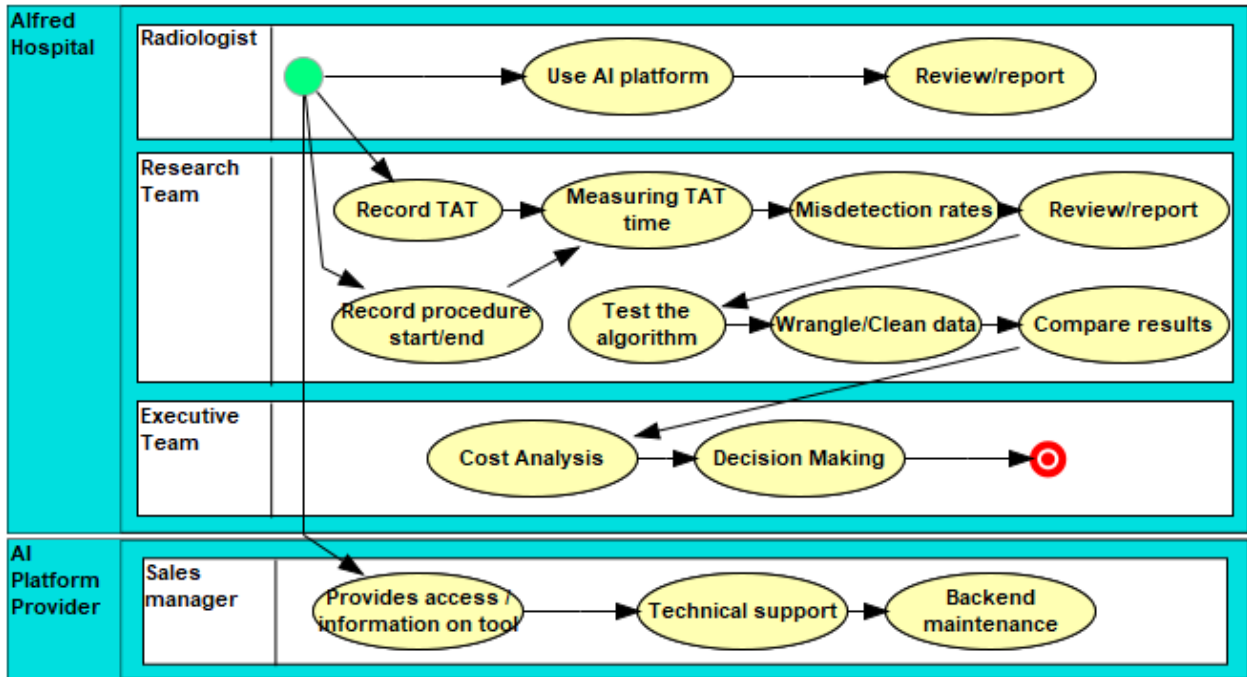 Alfred
Hospital
Radiologist
Use AI platform
Review/report
Research
Team
Record TAT
Measuring TAT
time
Misdetection rates
Review/report
Record procedure
start/end
Test the
algorithm
Wrangle/Clean data
Compare results
Executive
Team
Cost Analysis
Decision Making
AI
Platform
Provider
Sales
manager
Provides access /
information on tool
Technical support
Backend
maintenance